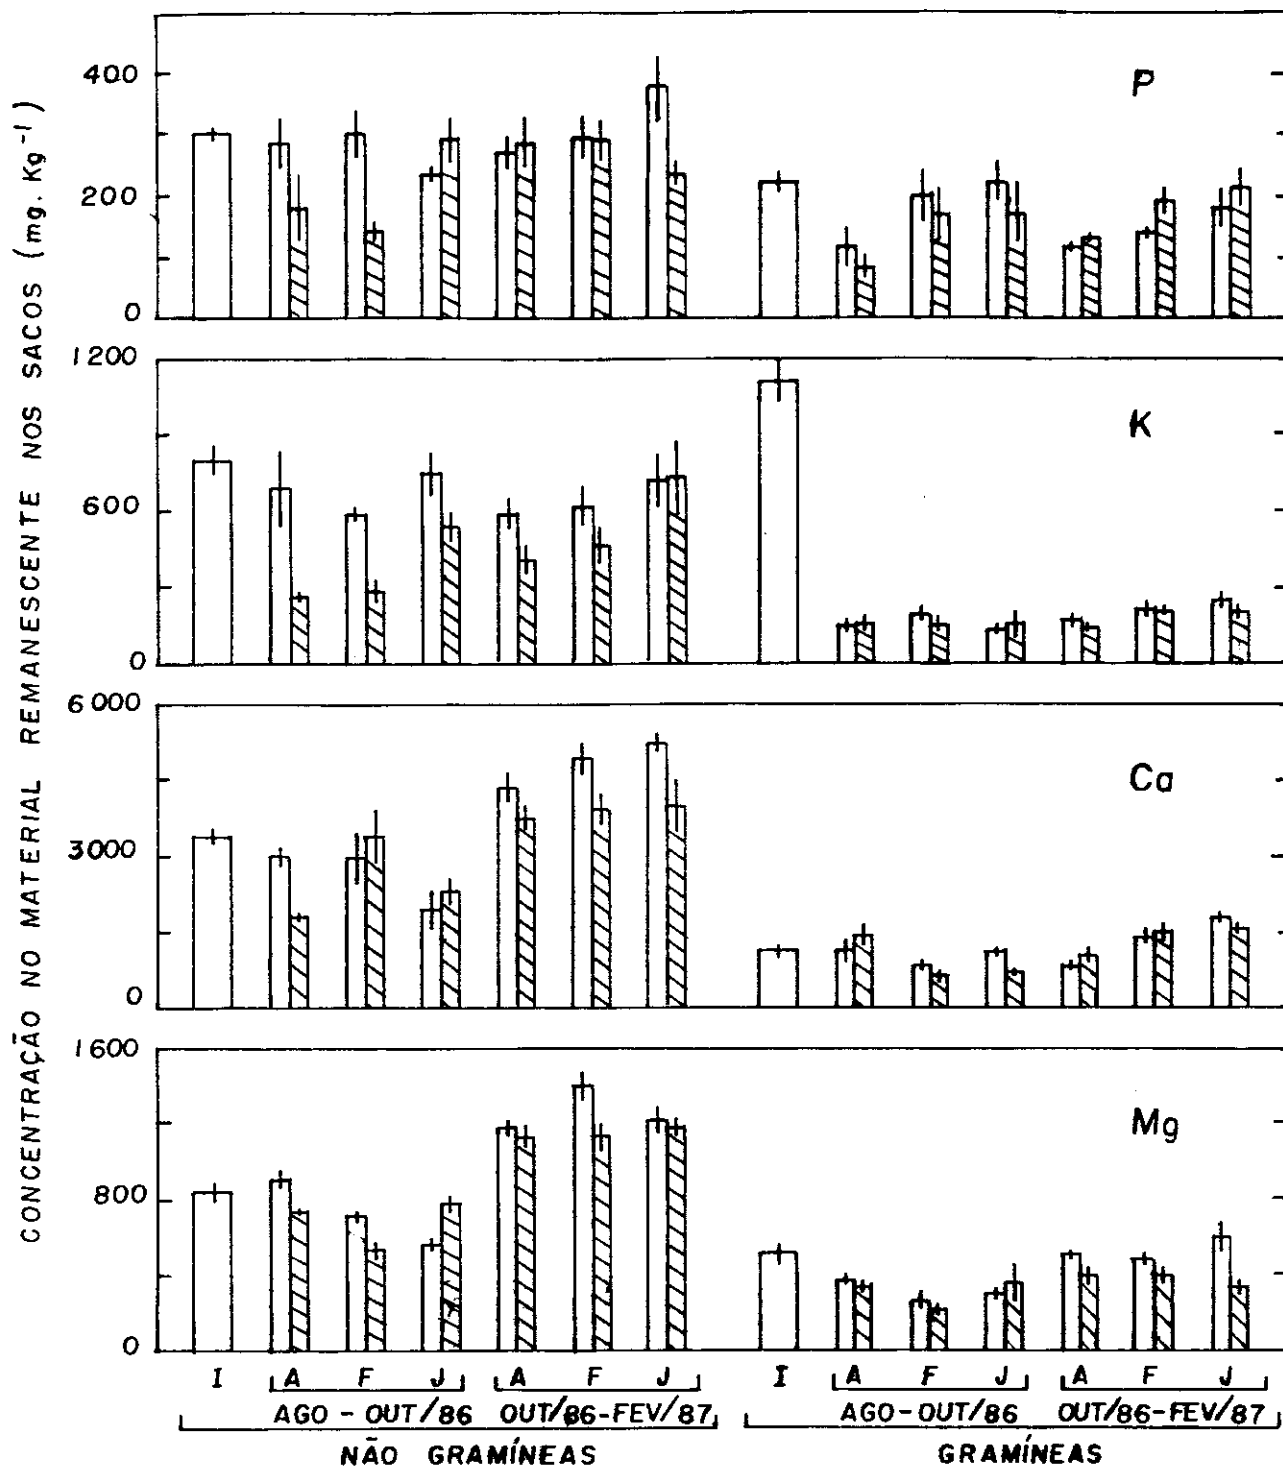 CONCENTRAÇÃO NO MATERIAL REMANESCENTE NOS SACOS (mg. Kg⁻¹)
400
200
0
P
1200
600
0
K
6000
3000
0
Ca
1600
800
0
Mg
I A F J A F J I A F J A F J
AGO-OUT/86 OUT/86-FEV/87 AGO-OUT/86 OUT/86-FEV/87
NÃO GRAMÍNEAS GRAMÍNEAS